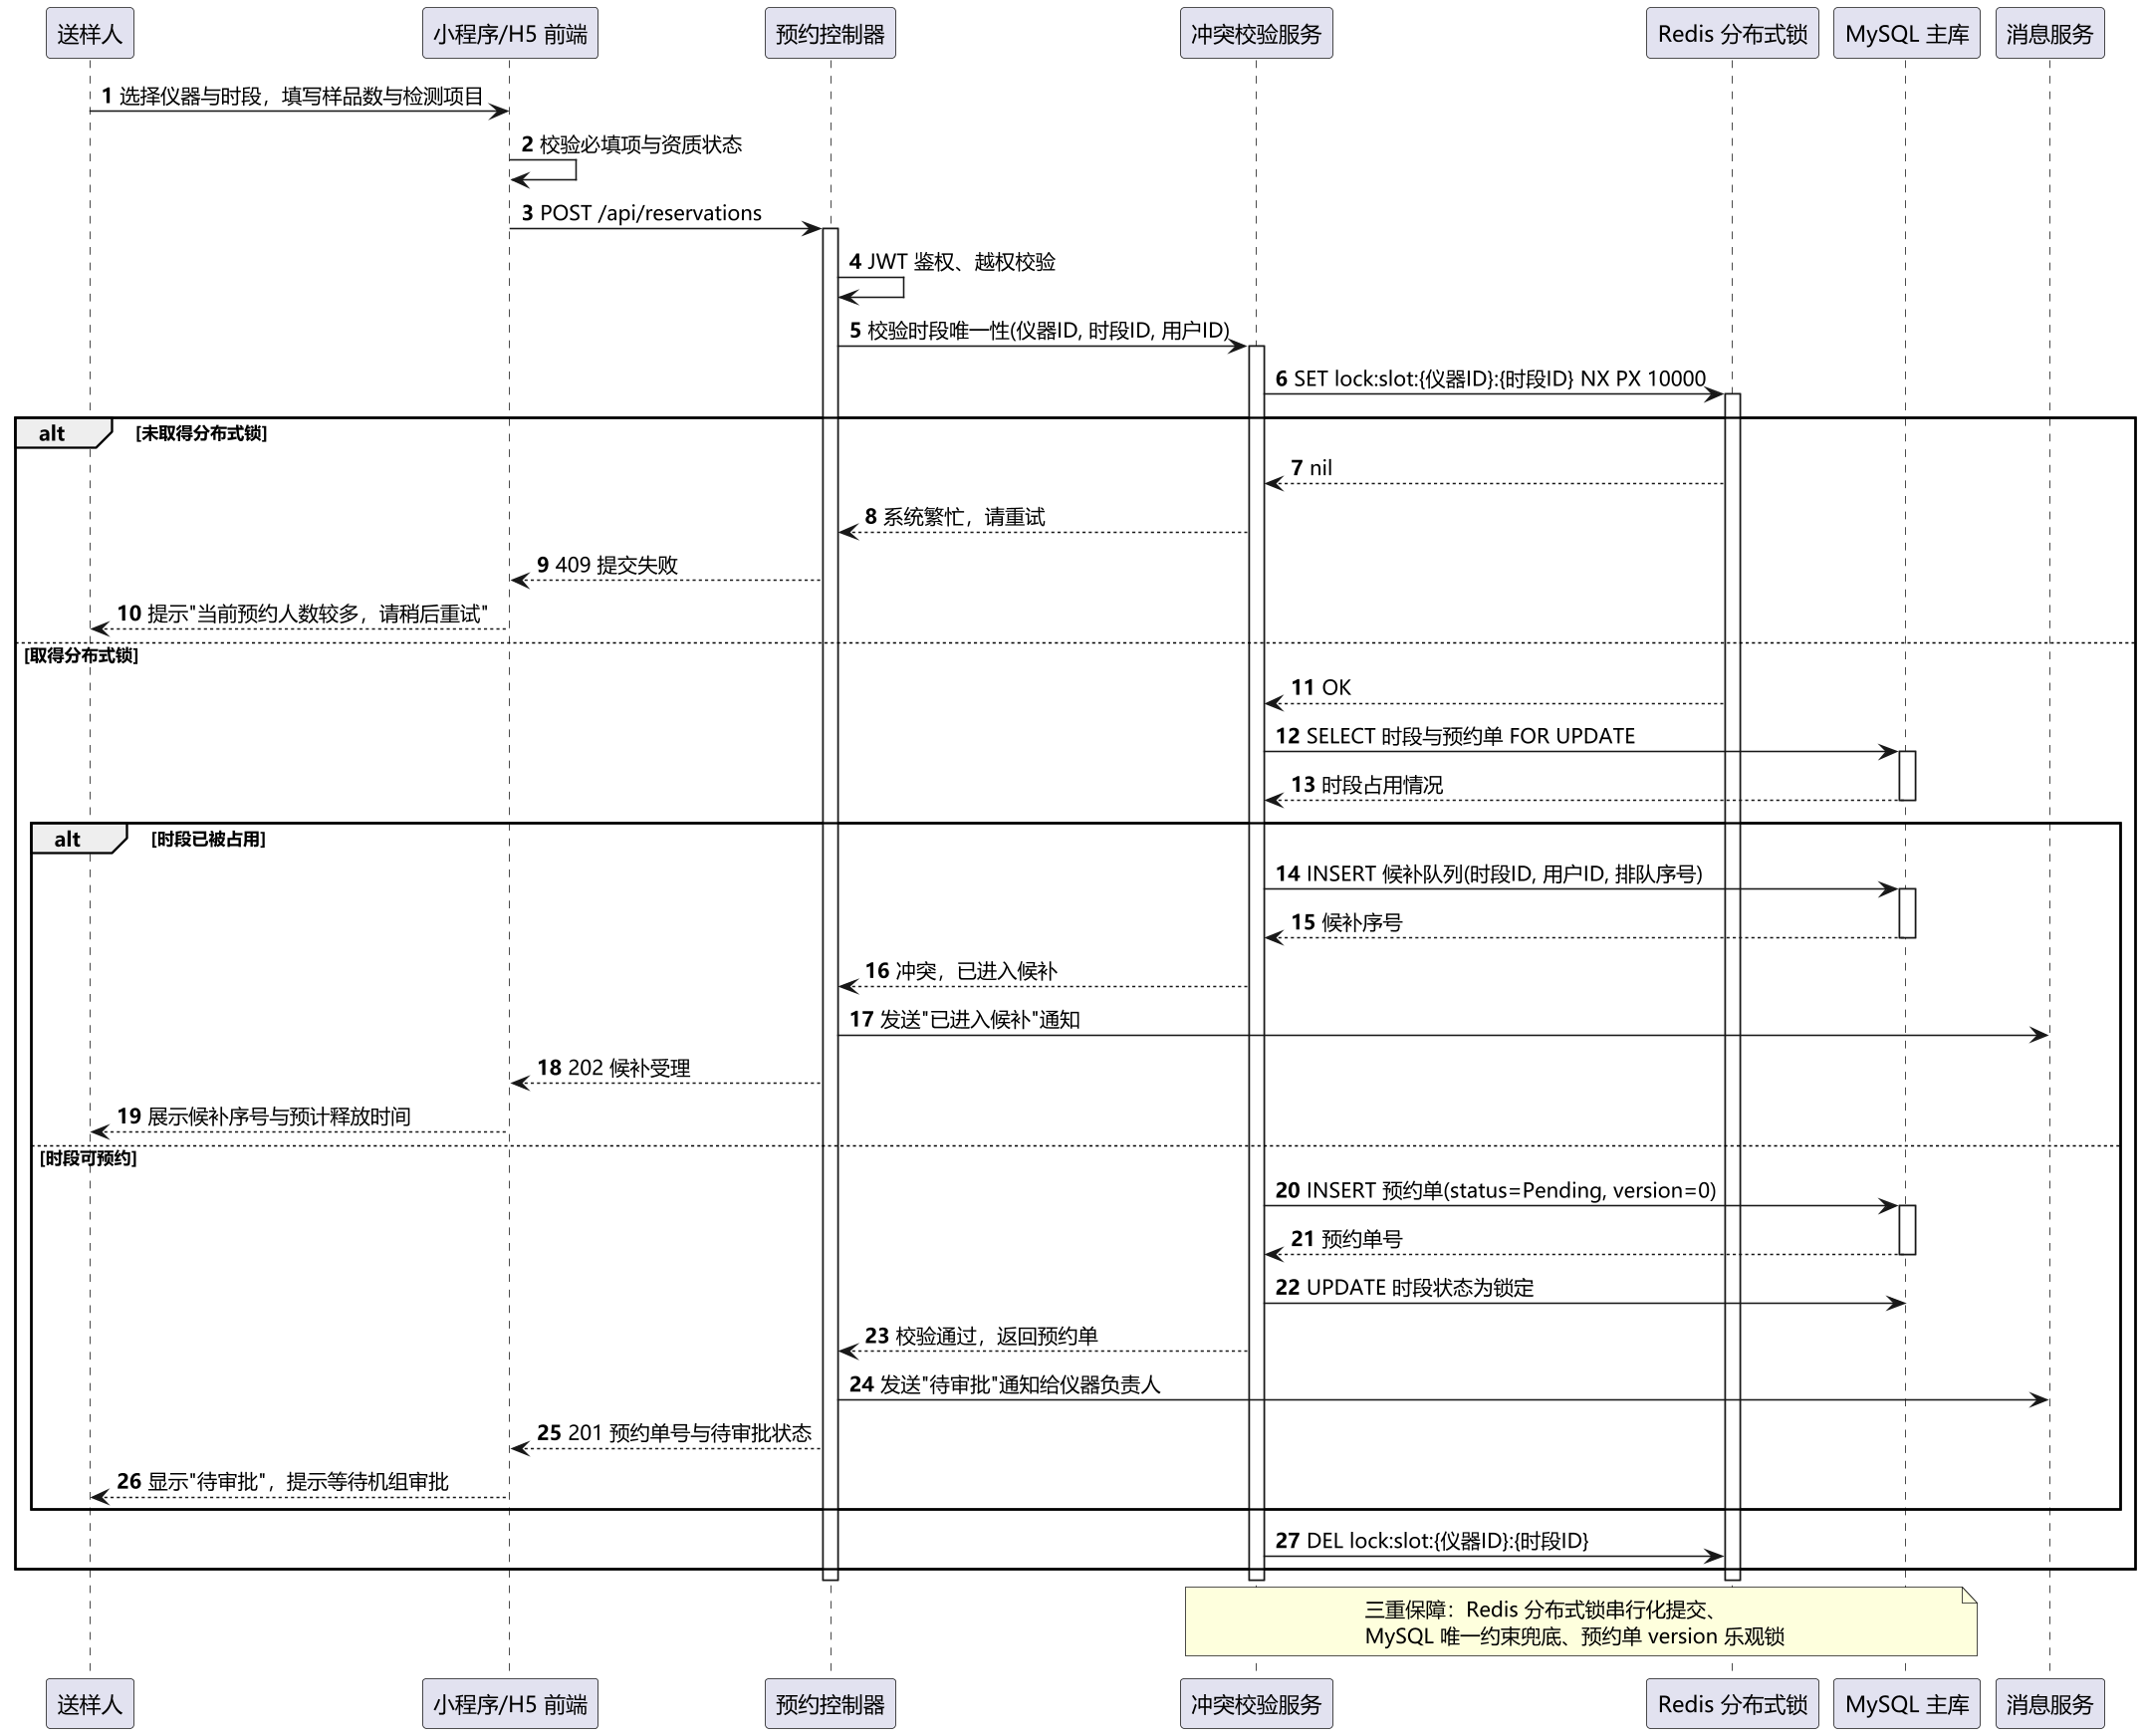 送样人
小程序/H5 前端
预约控制器
冲突校验服务
Redis 分布式锁
MySQL 主库
消息服务
1 选择仪器与时段，填写样品数与检测项目
2 校验必填项与资质状态
3 POST /api/reservations
4 JWT 鉴权、越权校验
5 校验时段唯一性(仪器ID, 时段ID, 用户ID)
6 SET lock:slot:{仪器ID}:{时段ID} NX PX 10000
alt [未取得分布式锁]
7 nil
8 系统繁忙，请重试
9 409 提交失败
10 提示"当前预约人数较多，请稍后重试"
[取得分布式锁]
11 OK
12 SELECT 时段与预约单 FOR UPDATE
13 时段占用情况
alt [时段已被占用]
14 INSERT 候补队列(时段ID, 用户ID, 排队序号)
15 候补序号
16 冲突，已进入候补
17 发送"已进入候补"通知
18 202 候补受理
19 展示候补序号与预计释放时间
[时段可预约]
20 INSERT 预约单(status=Pending, version=0)
21 预约单号
22 UPDATE 时段状态为锁定
23 校验通过，返回预约单
24 发送"待审批"通知给仪器负责人
25 201 预约单号与待审批状态
26 显示"待审批"，提示等待机组审批
27 DEL lock:slot:{仪器ID}:{时段ID}
三重保障：Redis 分布式锁串行化提交、
MySQL 唯一约束兜底、预约单 version 乐观锁
送样人
小程序/H5 前端
预约控制器
冲突校验服务
Redis 分布式锁
MySQL 主库
消息服务